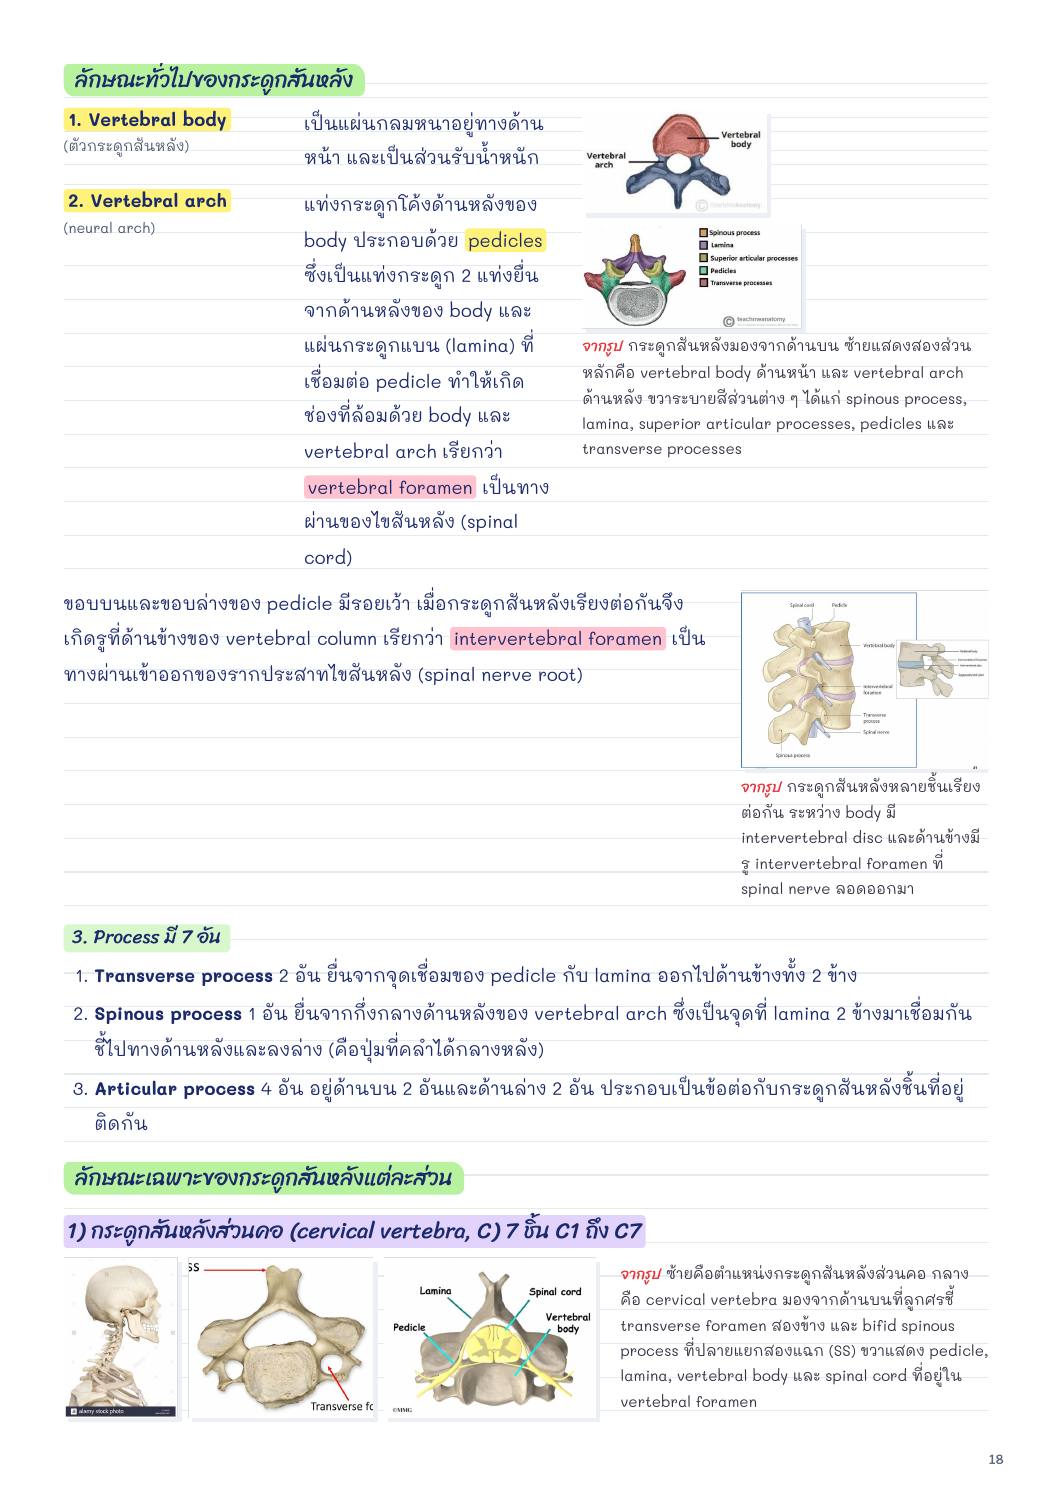 ลักษณะทั่วไปของกระดูกสันหลัง
1. Vertebral body
(ตัวกระดูกสันหลัง)
เป็นแผ่นกลมหนาอยู่ทางด้าน
หน้า และเป็นส่วนรับน้ำหนัก
2. Vertebral arch
(neural arch)
แท่งกระดูกโค้งด้านหลังของ
body ประกอบด้วย pedicles
ซึ่งเป็นแท่งกระดูก 2 แท่งยื่น
จากด้านหลังของ body และ
แผ่นกระดูกแบน (lamina) ที่
เชื่อมต่อ pedicle ทำให้เกิด
ช่องที่ล้อมด้วย body และ
vertebral arch เรียกว่า
vertebral foramen เป็นทาง
ผ่านของไขสันหลัง (spinal
cord)
Vertebral
body
Vertebral
arch
Spinous process
Lamina
Superior articular processes
Pedicles
Transverse processes
© teachmeanatomy
จากรูป กระดูกสันหลังมองจากด้านบน ซ้ายแสดงสองส่วน
หลักคือ vertebral body ด้านหน้า และ vertebral arch
ด้านหลัง ขวาระบายสีส่วนต่าง ๆ ได้แก่ spinous process,
lamina, superior articular processes, pedicles และ
transverse processes
ขอบบนและขอบล่างของ pedicle มีรอยเว้า เมื่อกระดูกสันหลังเรียงต่อกันจึง
เกิดรูที่ด้านข้างของ vertebral column เรียกว่า intervertebral foramen เป็น
ทางผ่านเข้าออกของรากประสาทไขสันหลัง (spinal nerve root)
Spinal cord
Pedicle
Vertebral body
Intervertebral
foramen
Transverse
process
Spinal nerve
Spinous process
จากรูป กระดูกสันหลังหลายชิ้นเรียง
ต่อกัน ระหว่าง body มี
intervertebral disc และด้านข้างมี
รู intervertebral foramen ที่
spinal nerve ลอดออกมา
3. Process มี 7 อัน
1. Transverse process 2 อัน ยื่นจากจุดเชื่อมของ pedicle กับ lamina ออกไปด้านข้างทั้ง 2 ข้าง
2. Spinous process 1 อัน ยื่นจากกึ่งกลางด้านหลังของ vertebral arch ซึ่งเป็นจุดที่ lamina 2 ข้างมาเชื่อมกัน
ชี้ไปทางด้านหลังและลงล่าง (คือปุ่มที่คลำได้กลางหลัง)
3. Articular process 4 อัน อยู่ด้านบน 2 อันและด้านล่าง 2 อัน ประกอบเป็นข้อต่อกับกระดูกสันหลังชิ้นที่อยู่
ติดกัน
ลักษณะเฉพาะของกระดูกสันหลังแต่ละส่วน
1) กระดูกสันหลังส่วนคอ (cervical vertebra, C) 7 ชิ้น C1 ถึง C7
alamy stock photo
SS
Transverse fo
Lamina
Spinal cord
Vertebral
body
Pedicle
©MMG
จากรูป ซ้ายคือตำแหน่งกระดูกสันหลังส่วนคอ กลาง
คือ cervical vertebra มองจากด้านบนที่ลูกศรชี้
transverse foramen สองข้าง และ bifid spinous
process ที่ปลายแยกสองแฉก (SS) ขวาแสดง pedicle,
lamina, vertebral body และ spinal cord ที่อยู่ใน
vertebral foramen
18